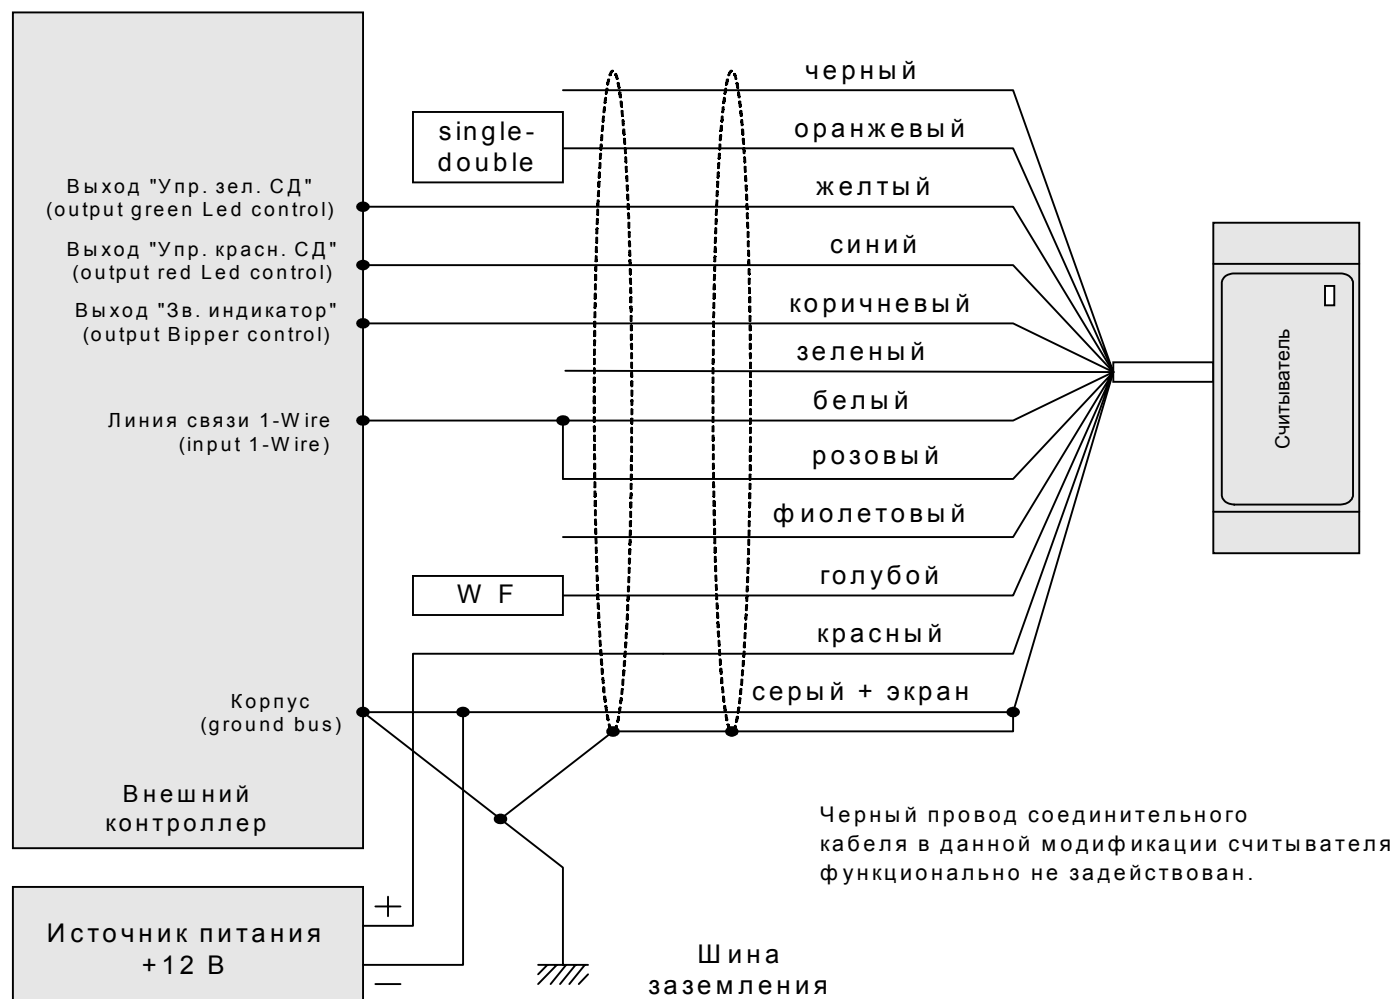 черный
single-
double
оранжевый
Выход "Упр. зел. СД"
(output green Led control)
желтый
Выход "Упр. красн. СД"
(output red Led control)
синий
Выход "Зв. индикатор"
(output Bipper control)
коричневый
зеленый
Линия связи 1-Wire
(input 1-Wire)
белый
розовый
фиолетовый
W F
голубой
красный
Корпус
(ground bus)
серый + экран
Считыватель
Внешний
контроллер
Черный провод соединительного
кабеля в данной модификации считывателя
функционально не задействован.
Источник питания
+12 В
+
—
Шина
заземления